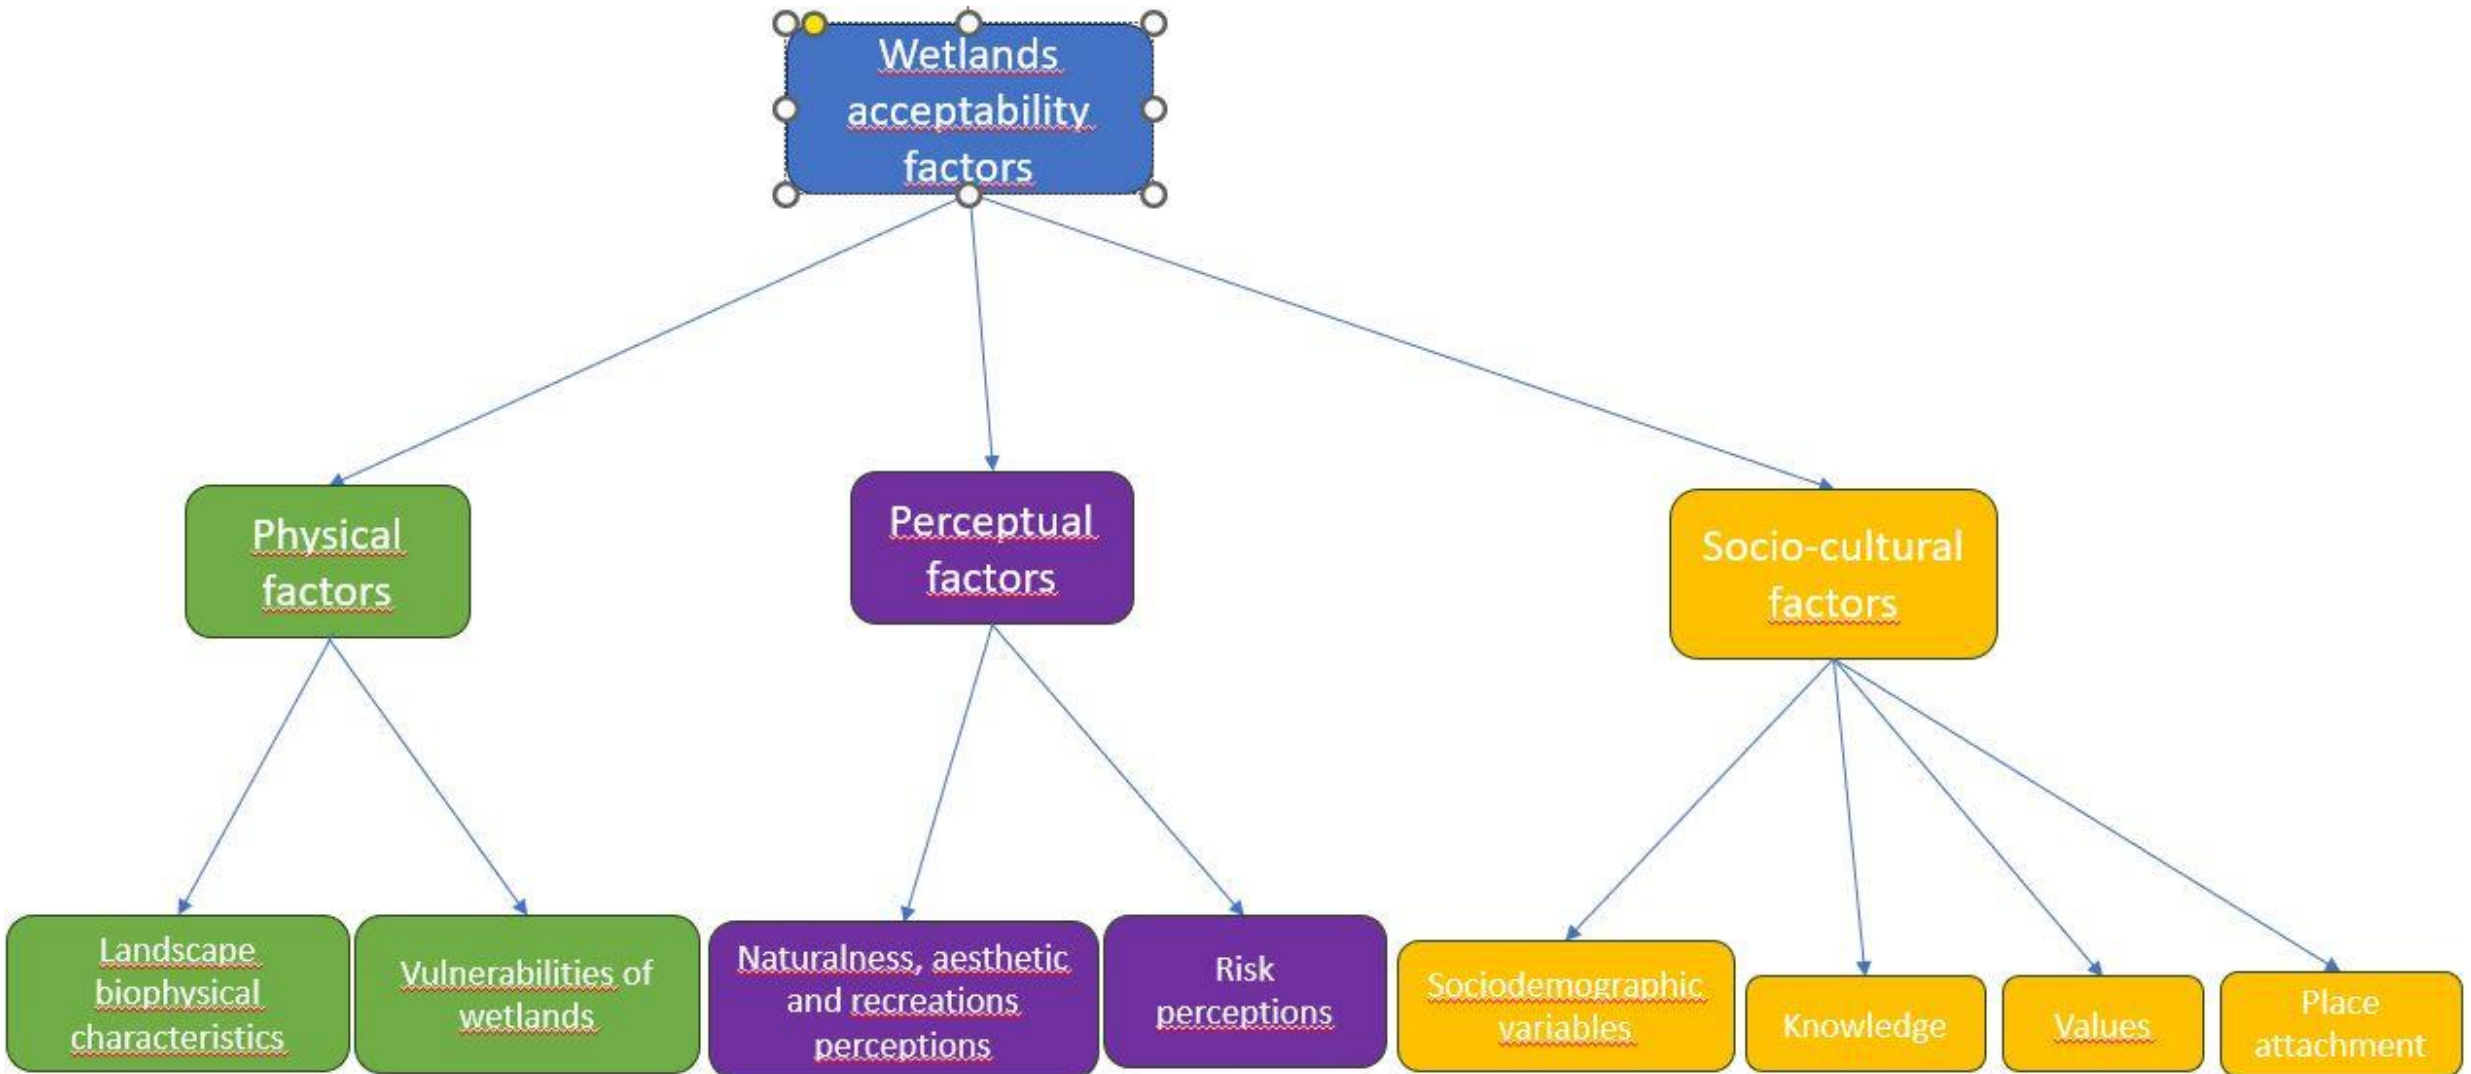 Wetlands
acceptability
factors
Physical
factors
Perceptual
factors
Socio-cultural
factors
Landscape
biophysical
characteristics
Vulnerabilities of
wetlands
Naturalness, aesthetic
and recreations
perceptions
Risk
perceptions
Sociodemographic
variables
Knowledge
Values
Place
attachment